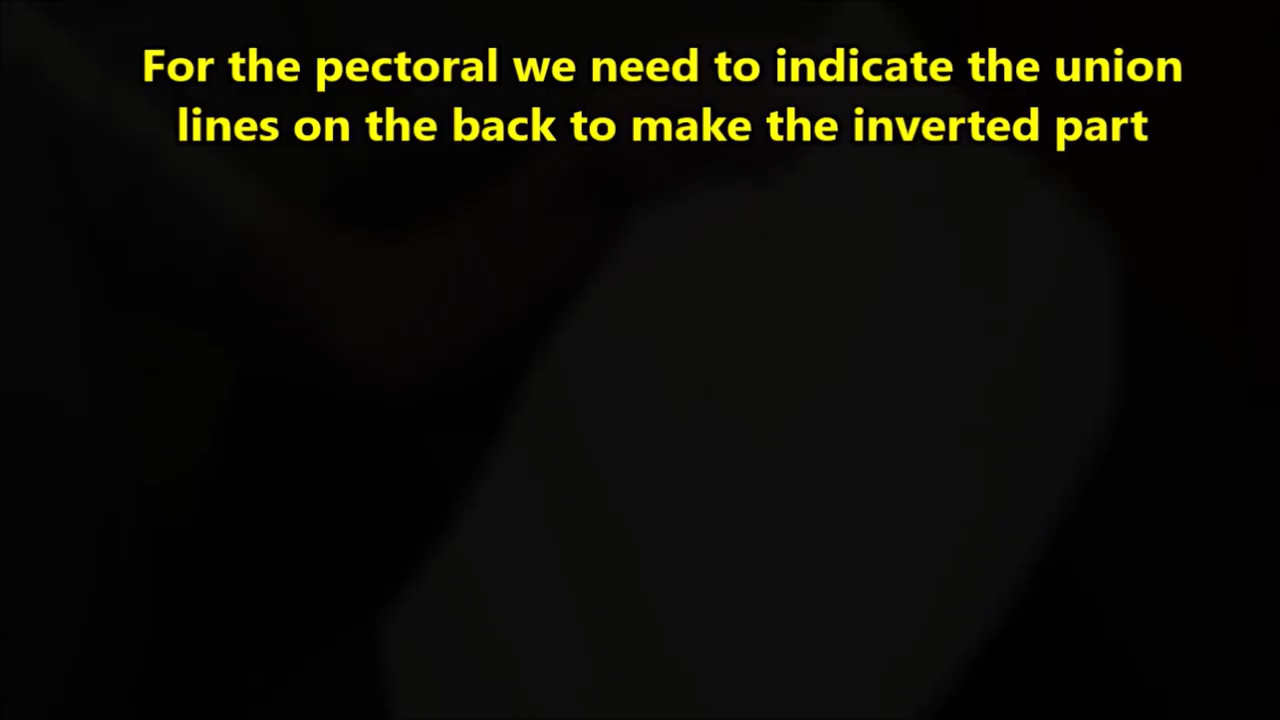 For the pectoral we need to indicate the union
lines on the back to make the inverted part